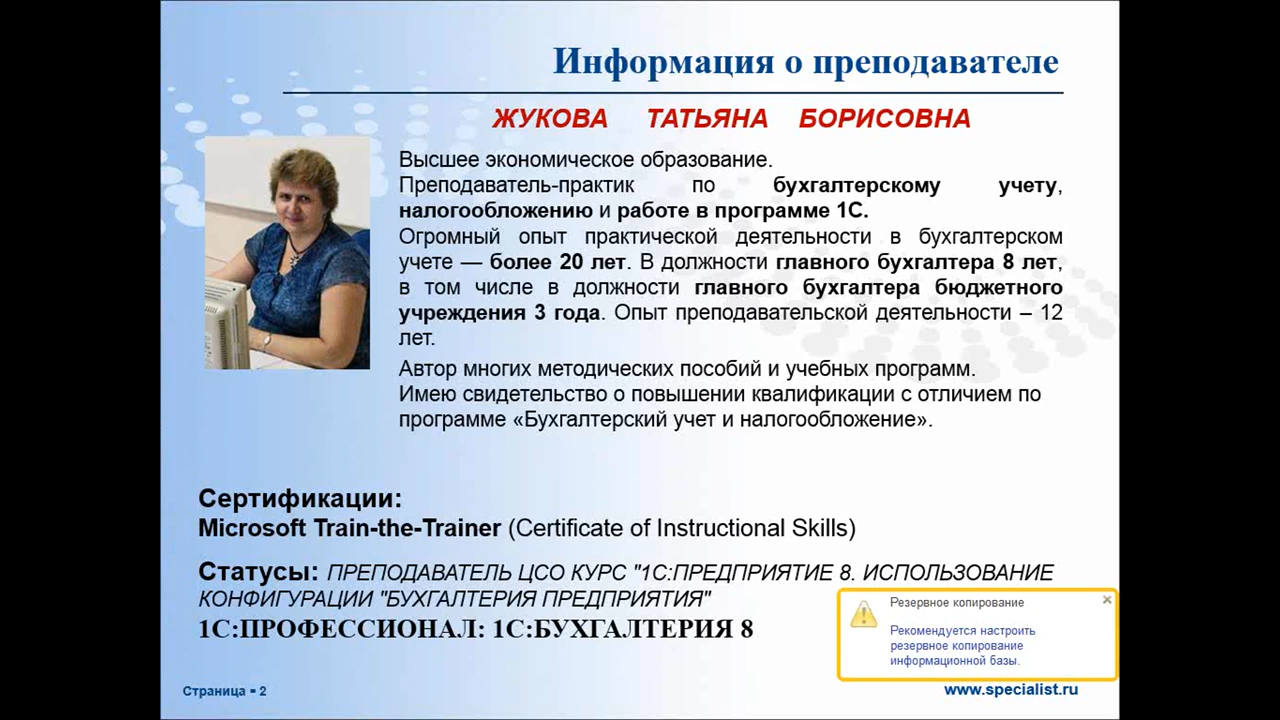 Информация о преподавателе
ЖУКОВА ТАТЬЯНА БОРИСОВНА
Высшее экономическое образование.
Преподаватель-практик по бухгалтерскому учету,
налогообложению и работе в программе 1С.
Огромный опыт практической деятельности в бухгалтерском
учете — более 20 лет. В должности главного бухгалтера 8 лет,
в том числе в должности главного бухгалтера бюджетного
учреждения 3 года. Опыт преподавательской деятельности – 12
лет.
Автор многих методических пособий и учебных программ.
Имею свидетельство о повышении квалификации с отличием по
программе «Бухгалтерский учет и налогообложение».
Сертификации:
Microsoft Train-the-Trainer (Certificate of Instructional Skills)
Статусы: ПРЕПОДАВАТЕЛЬ ЦСО КУРС "1С:ПРЕДПРИЯТИЕ 8. ИСПОЛЬЗОВАНИЕ
КОНФИГУРАЦИИ "БУХГАЛТЕРИЯ ПРЕДПРИЯТИЯ"
1С:ПРОФЕССИОНАЛ: 1С:БУХГАЛТЕРИЯ 8
Резервное копирование
Рекомендуется настроить
резервное копирование
информационной базы.
Страница ▪ 2
www.specialist.ru